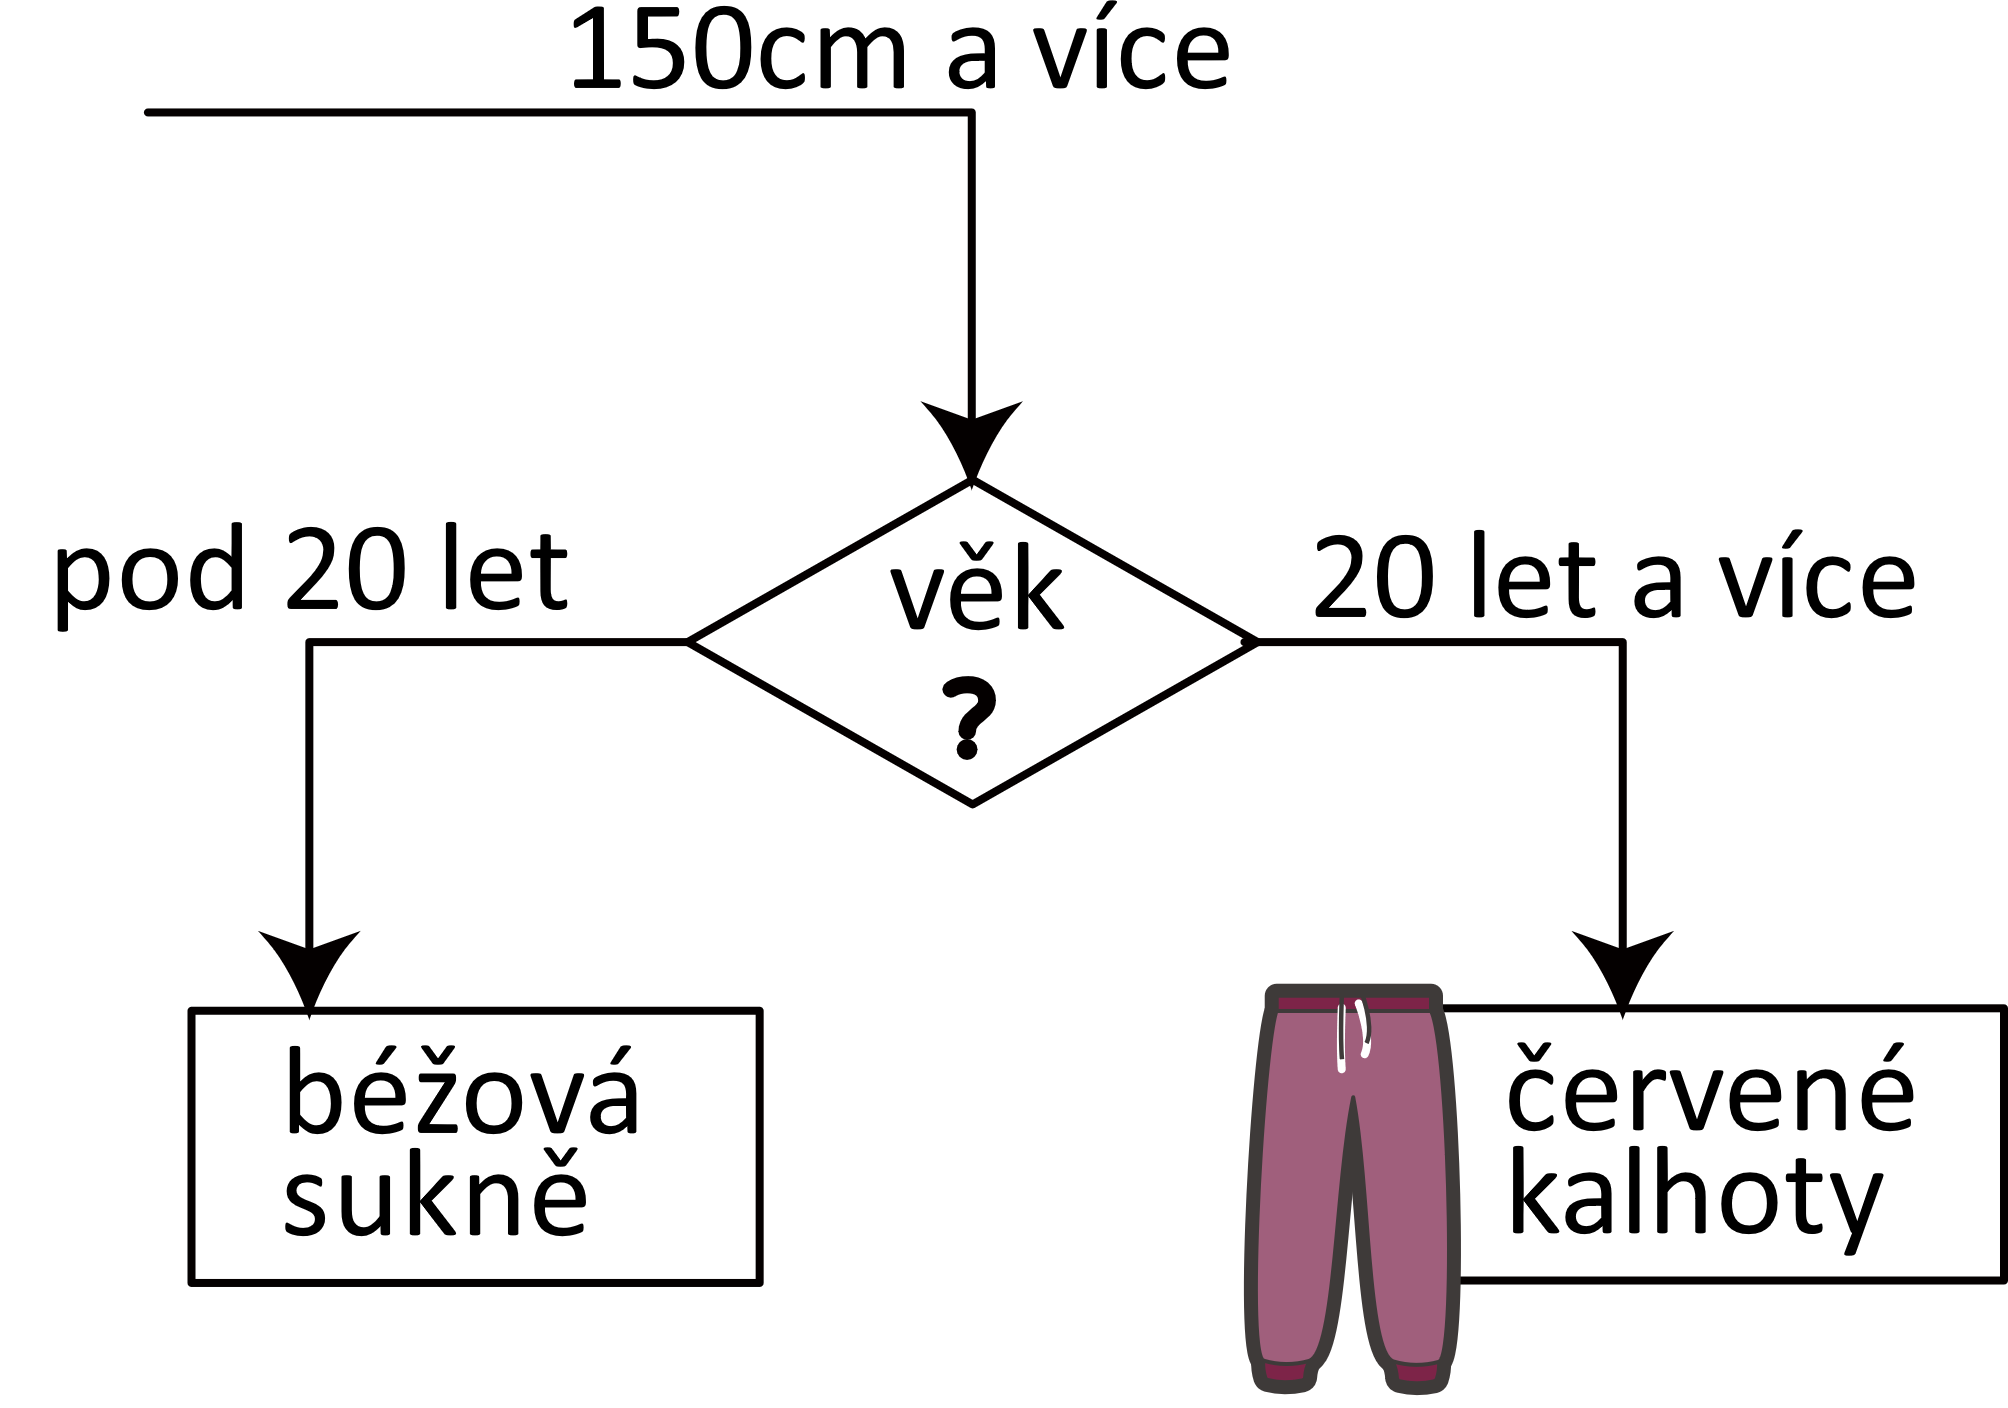 150cm a více
pod 20 let
věk
?
20 let a více
béžová
sukně
červené
kalhoty